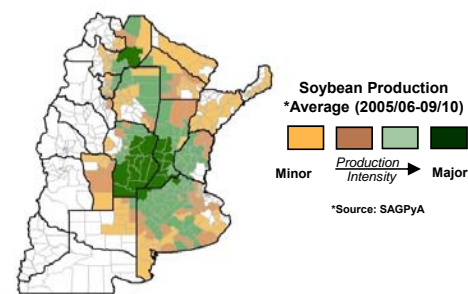 Soybean Production
*Average (2005/06-09/10)
Minor
Production
Intensity
Major
*Source: SAGPyA